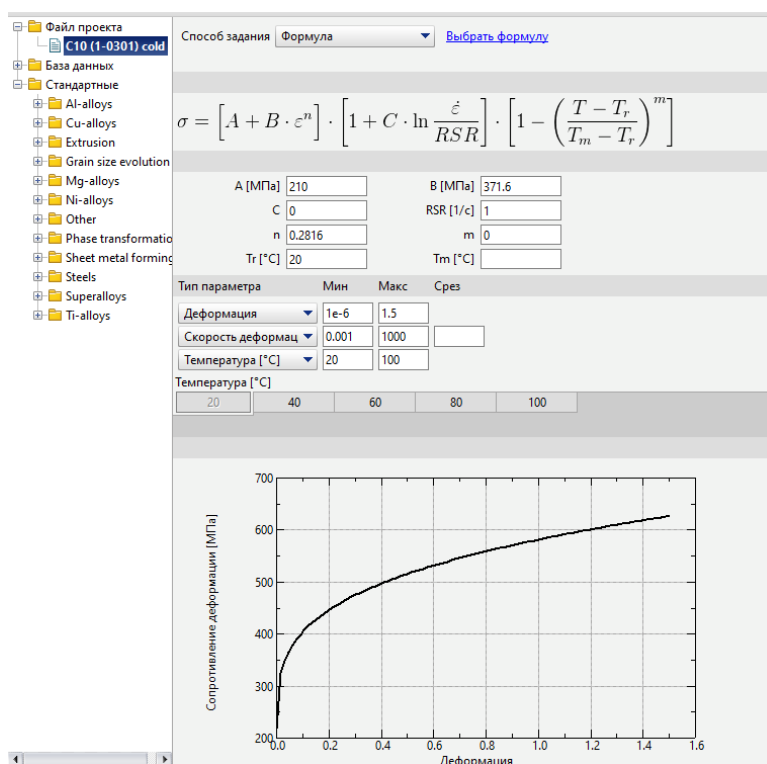 Файл проекта
C10 (1-0301) cold
База данных
Стандартные
Al-alloys
Cu-alloys
Extrusion
Grain size evolution
Mg-alloys
Ni-alloys
Other
Phase transformatio
Sheet metal forming
Steels
Superalloys
Ti-alloys
Способ задания Формула Выбрать формулу
σ = [A + B · ε^n] · [1 + C · ln ε̇/RSR] · [1 − ((T − T_r)/(T_m − T_r))^m]
A [МПа] 210 B [МПа] 371.6
C 0 RSR [1/с] 1
n 0.2816 m 0
Tr [°C] 20 Tm [°C]
Тип параметра Мин Макс Срез
Деформация 1e-6 1.5
Скорость деформац 0.001 1000
Температура [°C] 20 100
Температура [°C]
20 40 60 80 100
Сопротивление деформации [МПа]
700
600
500
400
300
200
0.0 0.2 0.4 0.6 0.8 1.0 1.2 1.4 1.6
Деформация